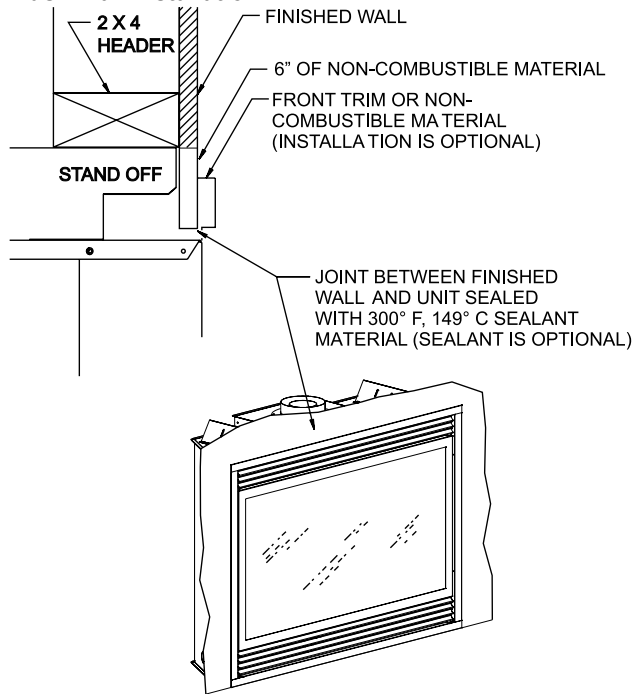 FINISHED WALL
2 X 4
HEADER
6” OF NON-COMBUSTIBLE MATERIAL
FRONT TRIM OR NON-
COMBUSTIBLE MATERIAL
(INSTALLATION IS OPTIONAL)
STAND OFF
JOINT BETWEEN FINISHED
WALL AND UNIT SEALED
WITH 300° F, 149° C SEALANT
MATERIAL (SEALANT IS OPTIONAL)